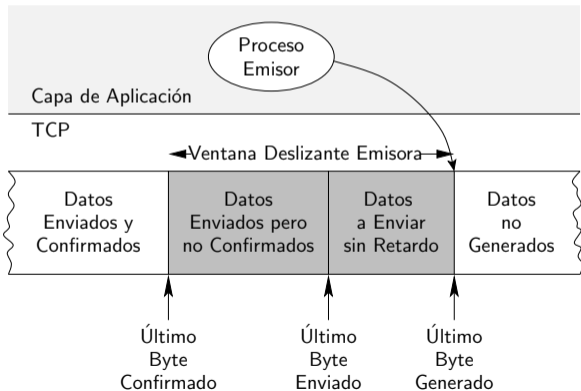 Proceso
Emisor
Capa de Aplicación
TCP
Ventana Deslizante Emisora
Datos
Enviados y
Confirmados
Datos
Enviados pero
no Confirmados
Datos
a Enviar
sin Retardo
Datos
no
Generados
Último
Byte
Confirmado
Último
Byte
Enviado
Último
Byte
Generado